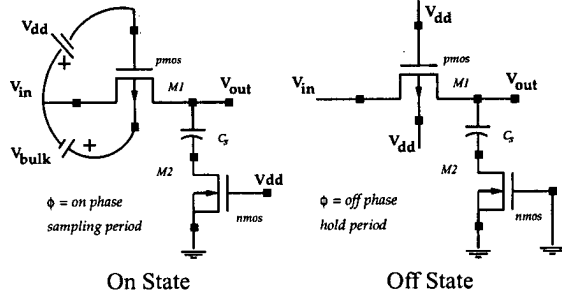 Vdd
+
pmos
Vin
M1
Vout
+
Cs
Vbulk
M2
Vdd
ϕ = on phase
sampling period
nmos
On State
Vdd
pmos
Vin
M1
Vout
Cs
Vdd
M2
ϕ = off phase
hold period
nmos
Off State